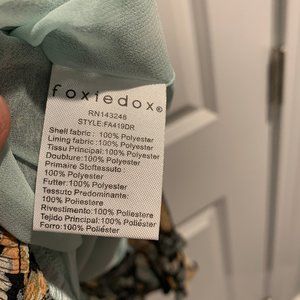 foxiedox®
RN143248
STYLE:FA419DR
Shell fabric: 100% Polyester
Lining fabric: 100% Polyester
Tissu Principal:100% Polyester
Doublure:100% Polyester
Primaire Stoftessuto
: 100% Polyester
Futter:100% Polyester
Tessuto Predominante:
100% Poliestere
Rivestimento:100% Poliestere
Tejido Principal:100% Poliéster
Forro:100% Poliéster